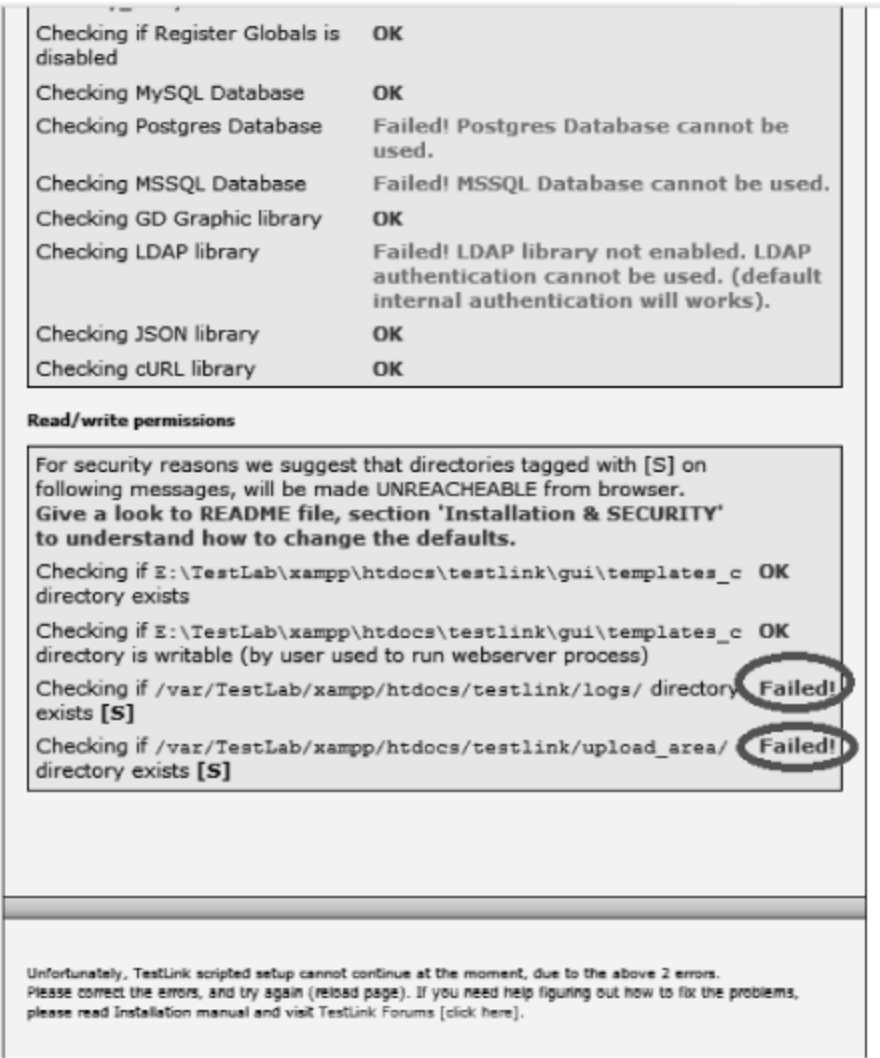 Checking if Register Globals is OK
disabled
Checking MySQL Database OK
Checking Postgres Database Failed! Postgres Database cannot be
used.
Checking MSSQL Database Failed! MSSQL Database cannot be used.
Checking GD Graphic library OK
Checking LDAP library Failed! LDAP library not enabled. LDAP
authentication cannot be used. (default
internal authentication will works).
Checking JSON library OK
Checking cURL library OK
Read/write permissions
For security reasons we suggest that directories tagged with [S] on
following messages, will be made UNREACHEABLE from browser.
Give a look to README file, section 'Installation & SECURITY'
to understand how to change the defaults.
Checking if E:\TestLab\xampp\htdocs\testlink\gui\templates_c OK
directory exists
Checking if E:\TestLab\xampp\htdocs\testlink\gui\templates_c OK
directory is writable (by user used to run webserver process)
Checking if /var/TestLab/xampp/htdocs/testlink/logs/ directory Failed!
exists [S]
Checking if /var/TestLab/xampp/htdocs/testlink/upload_area/ Failed!
directory exists [S]
Unfortunately, TestLink scripted setup cannot continue at the moment, due to the above 2 errors.
Please correct the errors, and try again (reload page). If you need help figuring out how to fix the problems,
please read Installation manual and visit TestLink Forums [click here].